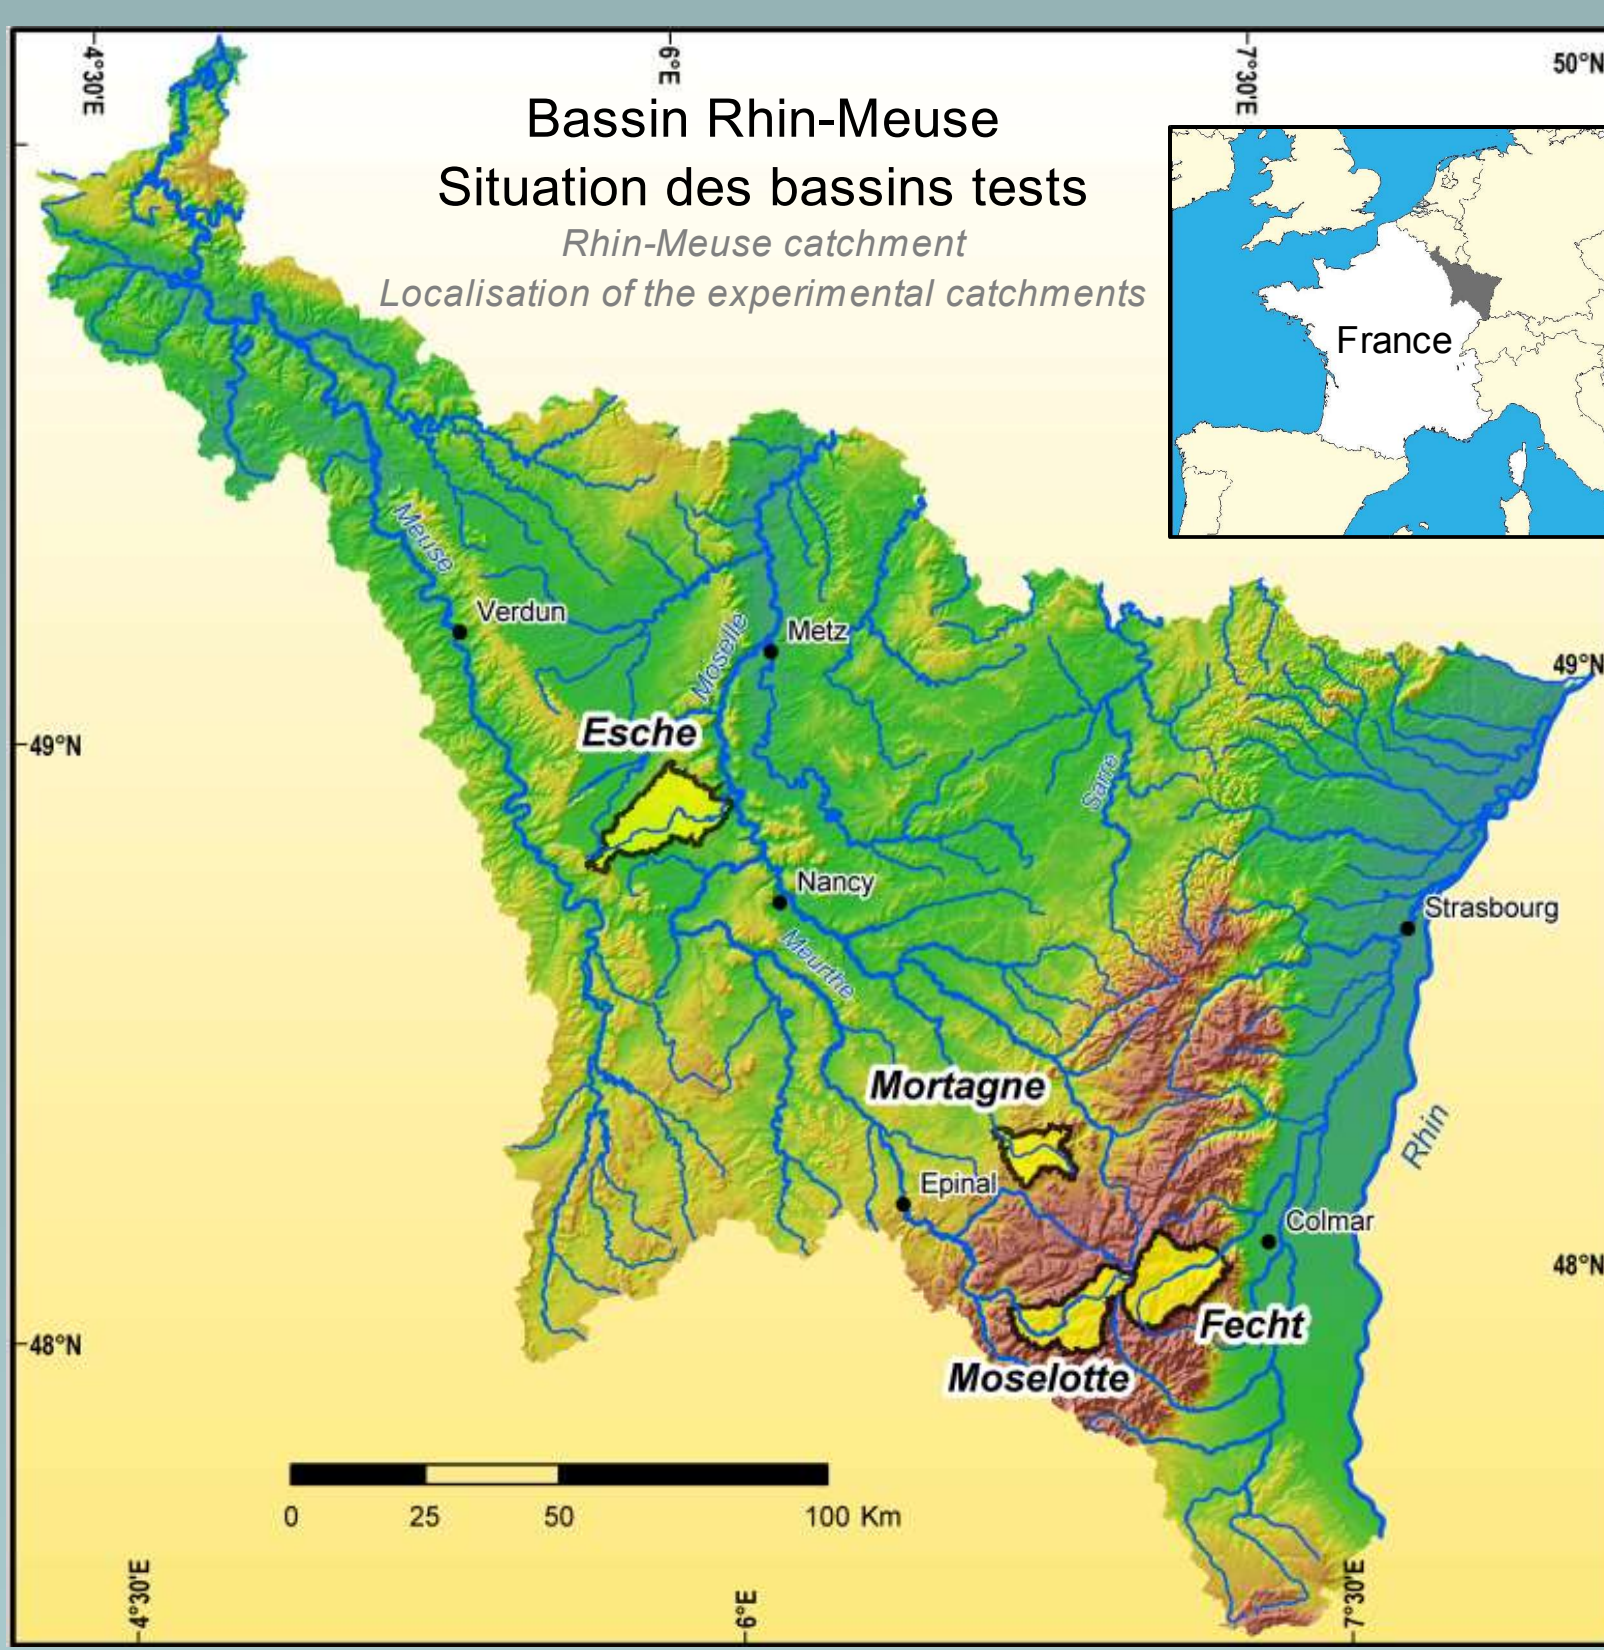 4°30'E
6°E
7°30'E
50°N
Bassin Rhin-Meuse
Situation des bassins tests
Rhin-Meuse catchment
Localisation of the experimental catchments
France
Meuse
Verdun
Moselle
Metz
49°N
Esche
49°N
Sarre
Nancy
Strasbourg
Meurthe
Mortagne
Rhin
Epinal
Colmar
48°N
Fecht
48°N
Moselotte
0 25 50 100 Km
4°30'E
6°E
7°30'E